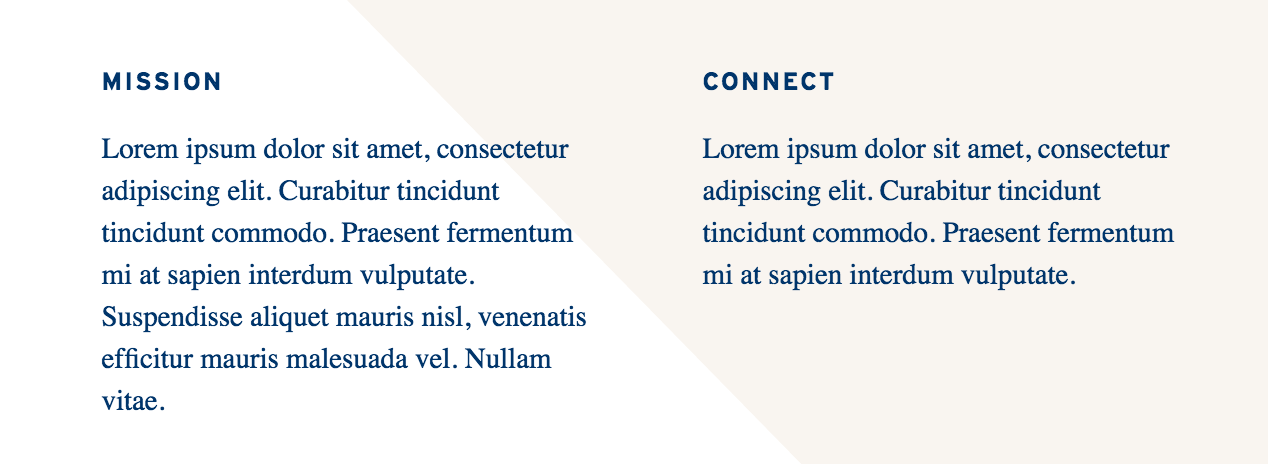 MISSION
Lorem ipsum dolor sit amet, consectetur
adipiscing elit. Curabitur tincidunt
tincidunt commodo. Praesent fermentum
mi at sapien interdum vulputate.
Suspendisse aliquet mauris nisl, venenatis
efficitur mauris malesuada vel. Nullam
vitae.
CONNECT
Lorem ipsum dolor sit amet, consectetur
adipiscing elit. Curabitur tincidunt
tincidunt commodo. Praesent fermentum
mi at sapien interdum vulputate.